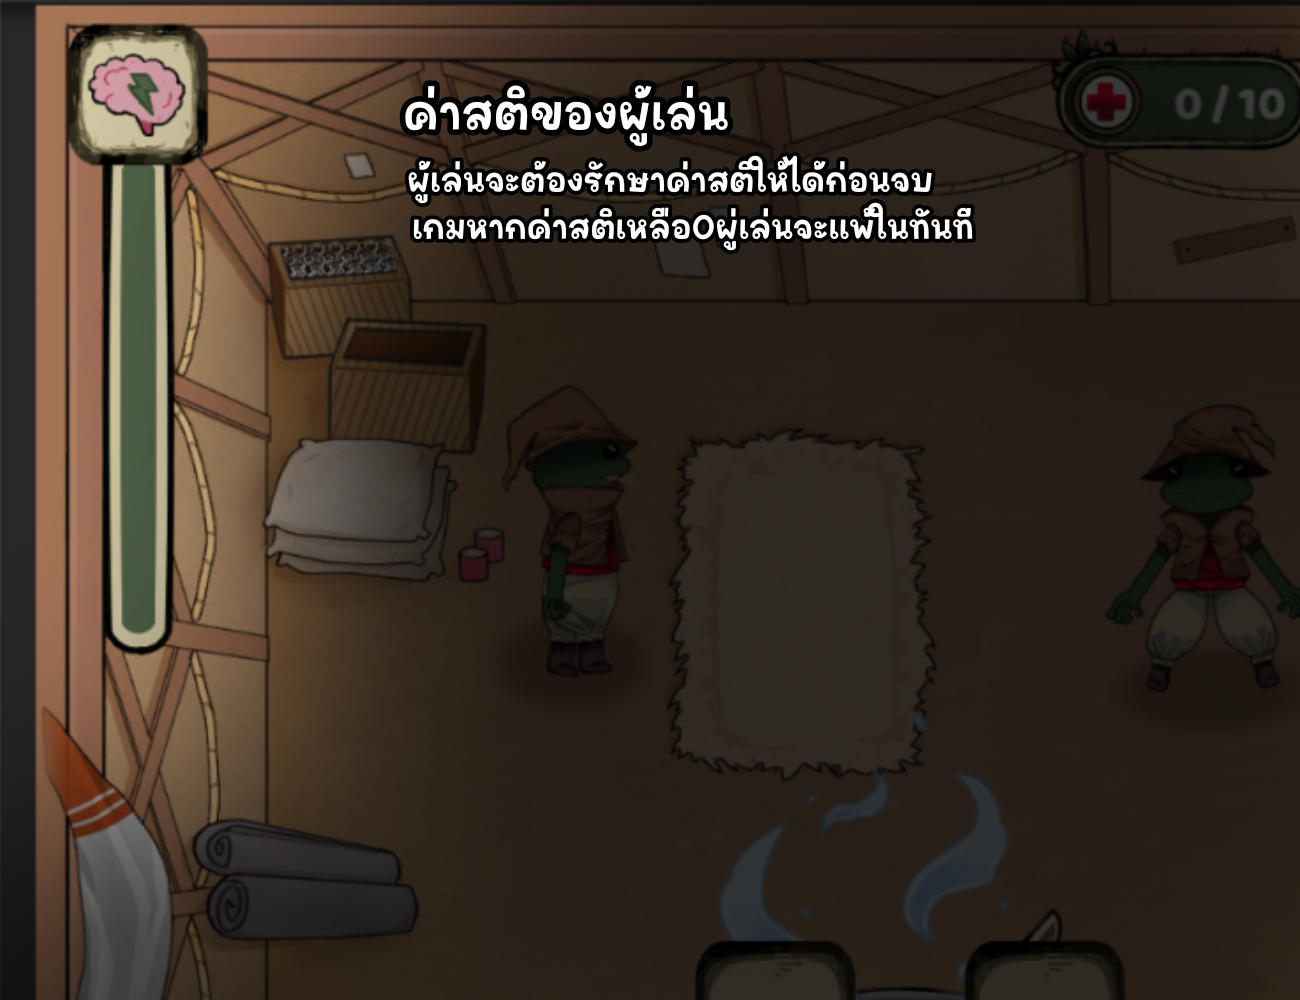 0 / 10
ค่าสติของผู้เล่น
ผู้เล่นจะต้องรักษาค่าสติให้ได้ก่อนจบ
เกมหากค่าสติเหลือ0ผู่เล่นจะแพ้ในทันที